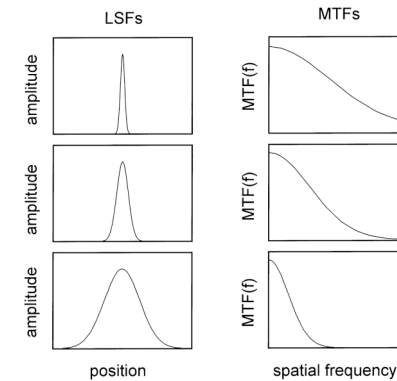 LSFs
MTFs
amplitude
MTF(f)
amplitude
MTF(f)
amplitude
MTF(f)
position
spatial frequency